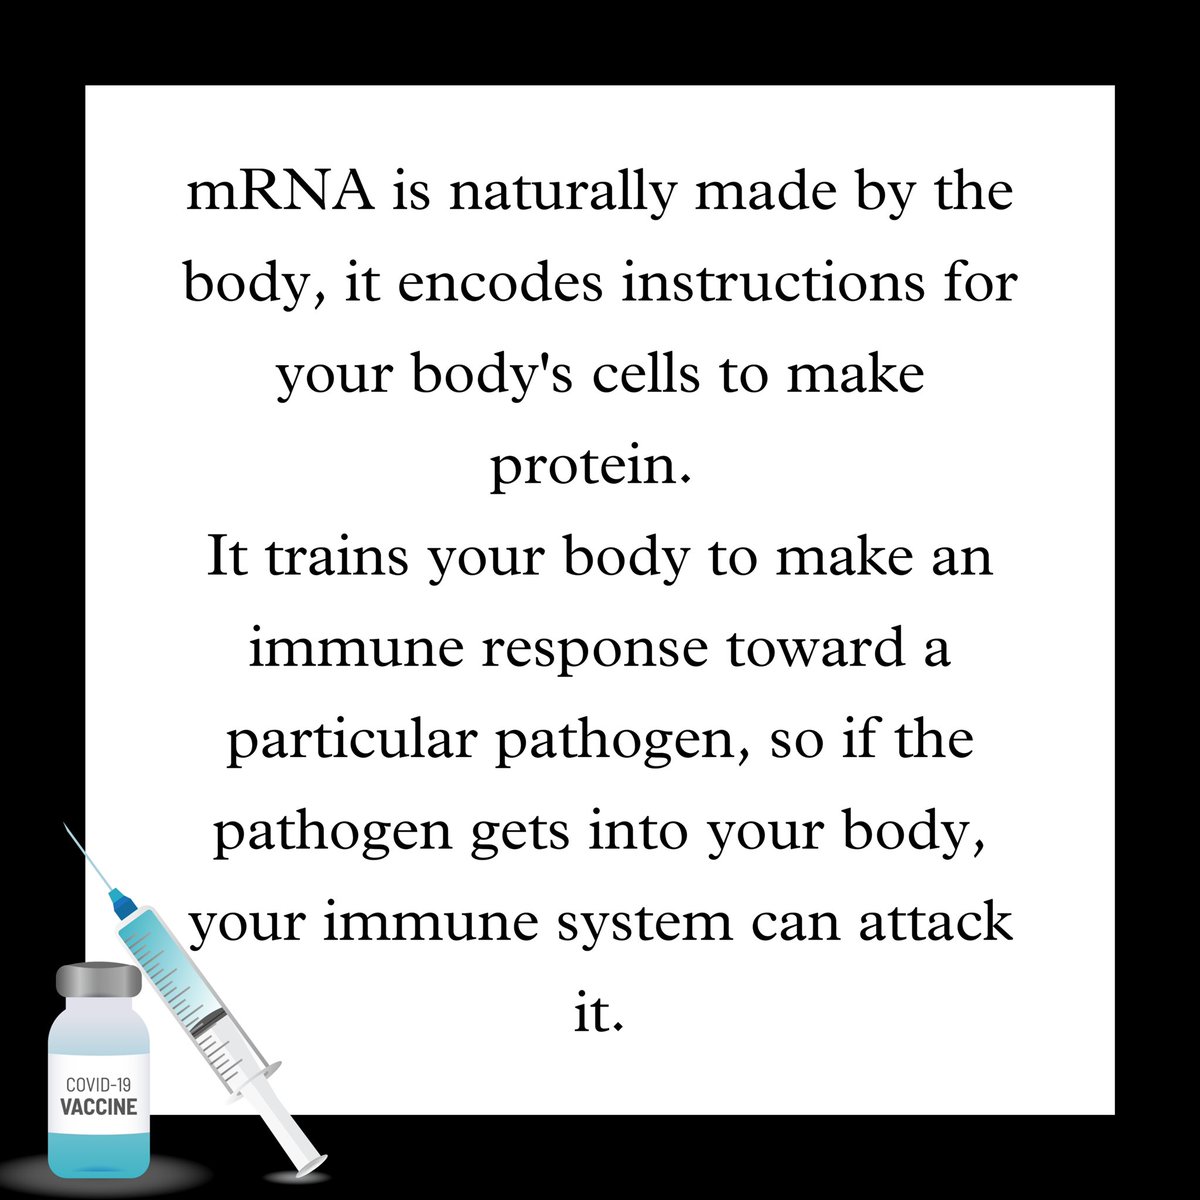 mRNA is naturally made by the
body, it encodes instructions for
your body's cells to make
protein.
It trains your body to make an
immune response toward a
particular pathogen, so if the
pathogen gets into your body,
your immune system can attack
it.
COVID-19
VACCINE